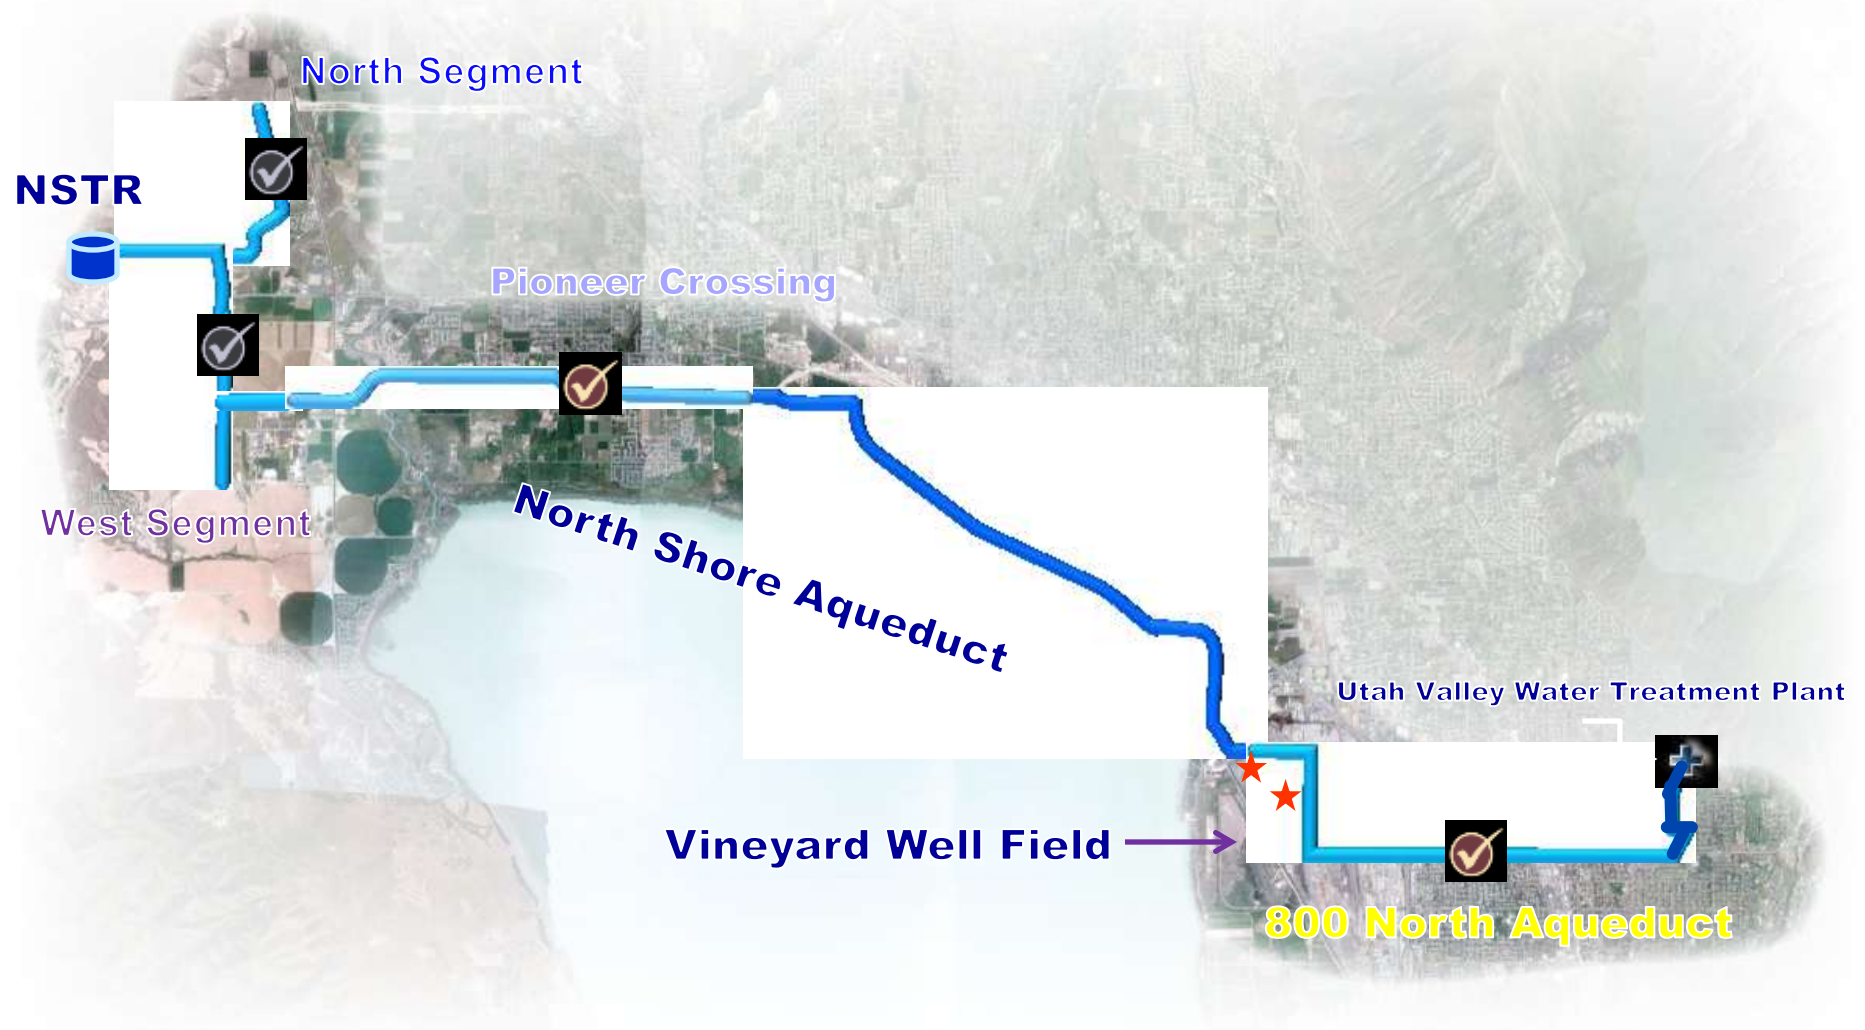 North Segment
NSTR
Pioneer Crossing
West Segment
North Shore Aqueduct
Utah Valley Water Treatment Plant
Vineyard Well Field
800 North Aqueduct